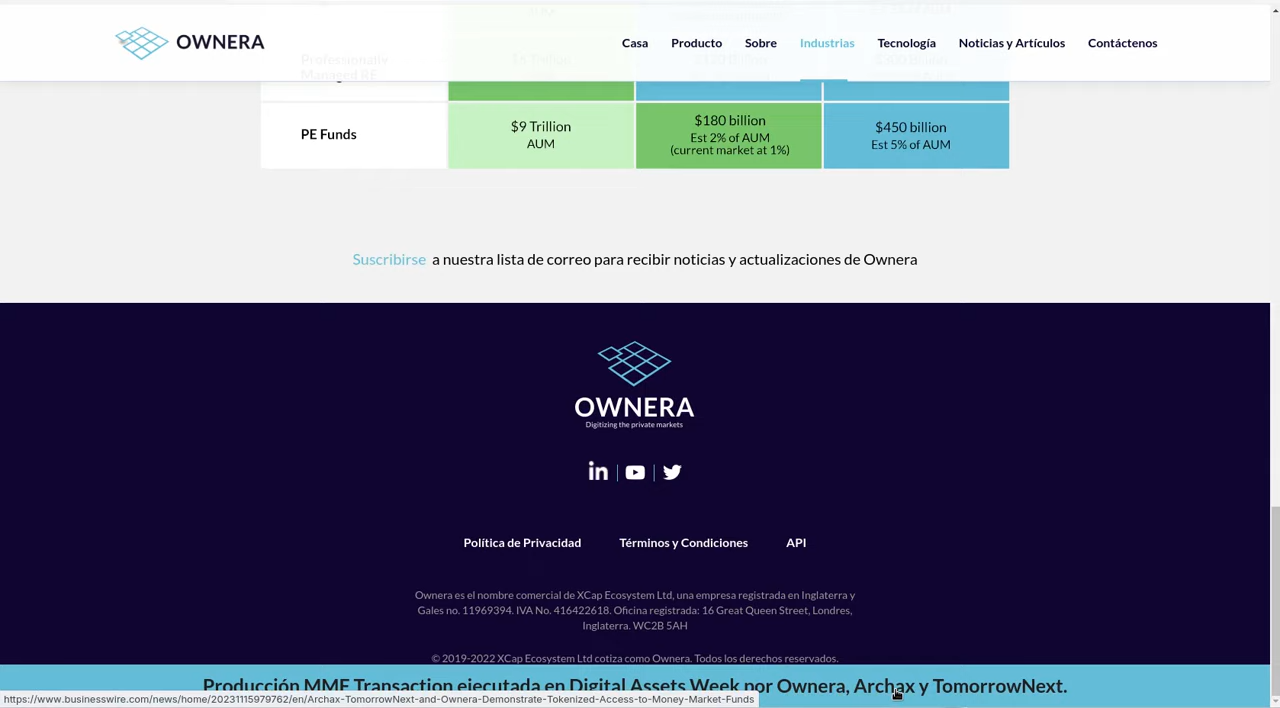 OWNERA
Casa Producto Sobre Industrias Tecnología Noticias y Artículos Contáctenos
Professionally
Managed RE
PE Funds
$9 Trillion
AUM
$180 billion
Est 2% of AUM
(current market at 1%)
$450 billion
Est 5% of AUM
Suscribirse a nuestra lista de correo para recibir noticias y actualizaciones de Ownera
OWNERA
Digitizing the private markets
Política de Privacidad Términos y Condiciones API
Ownera es el nombre comercial de XCap Ecosystem Ltd, una empresa registrada en Inglaterra y
Gales no. 11969394. IVA No. 416422618. Oficina registrada: 16 Great Queen Street, Londres,
Inglaterra. WC2B 5AH
© 2019-2022 XCap Ecosystem Ltd cotiza como Ownera. Todos los derechos reservados.
Producción MMF Transaction ejecutada en Digital Assets Week por Ownera, Archax y TomorrowNext.
https://www.businesswire.com/news/home/20231115979762/en/Archax-TomorrowNext-and-Ownera-Demonstrate-Tokenized-Access-to-Money-Market-Funds